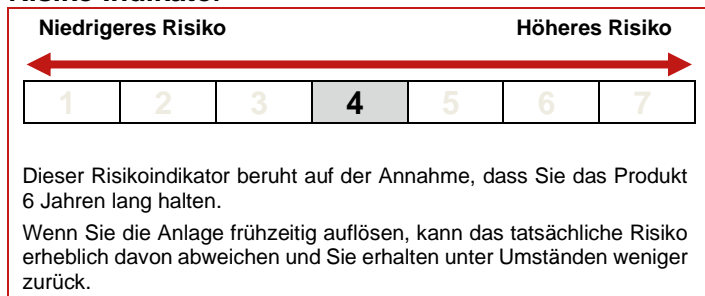 Niedrigeres Risiko Höheres Risiko
1 2 3 4 5 6 7
Dieser Risikoindikator beruht auf der Annahme, dass Sie das Produkt
6 Jahren lang halten.
Wenn Sie die Anlage frühzeitig auflösen, kann das tatsächliche Risiko
erheblich davon abweichen und Sie erhalten unter Umständen weniger
zurück.